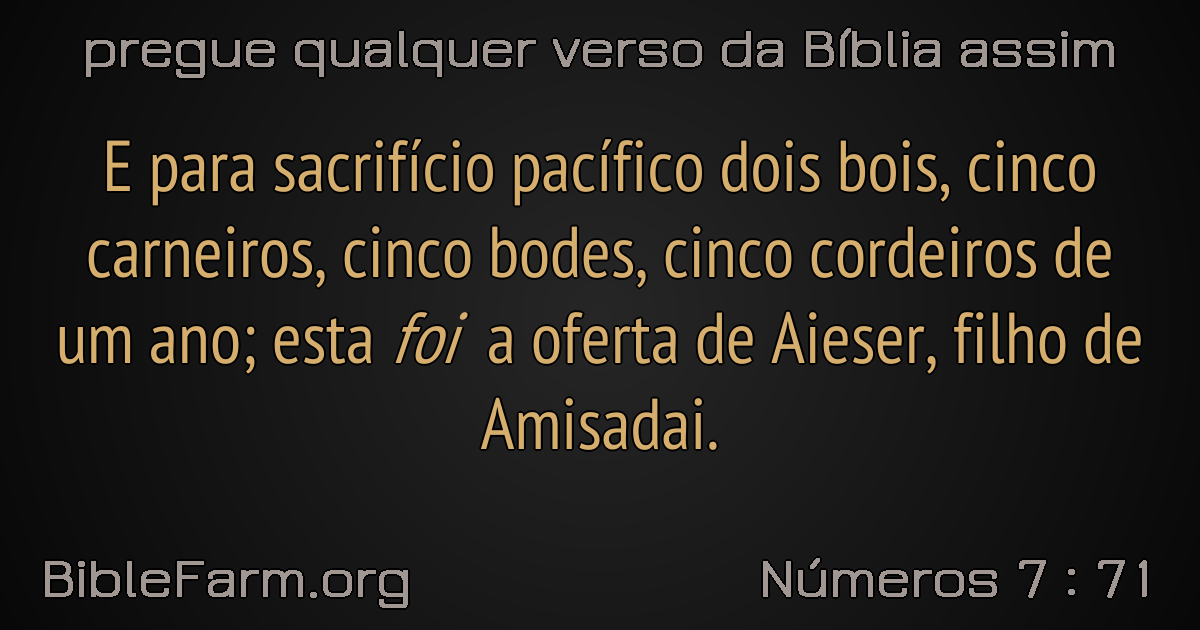 pregue qualquer verso da Bíblia assim
E para sacrifício pacífico dois bois, cinco
carneiros, cinco bodes, cinco cordeiros de
um ano; esta foi a oferta de Aieser, filho de
Amisadai.
BibleFarm.org
Números 7 : 71